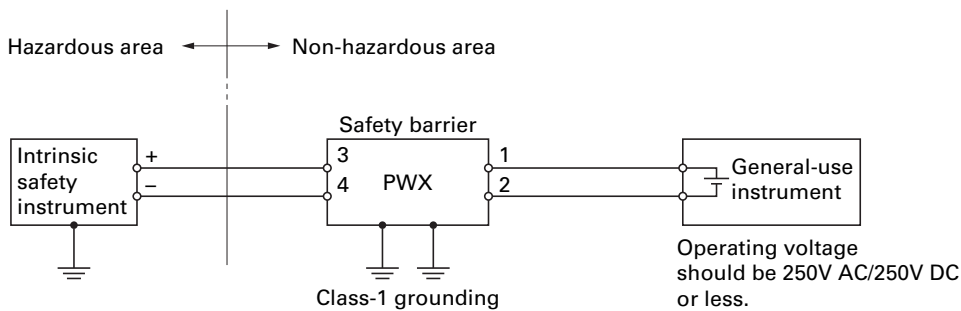 Hazardous area
Non-hazardous area
Safety barrier
Intrinsic
safety
instrument
+
–
3
4
PWX
1
2
General-use
instrument
Class-1 grounding
Operating voltage
should be 250V AC/250V DC
or less.